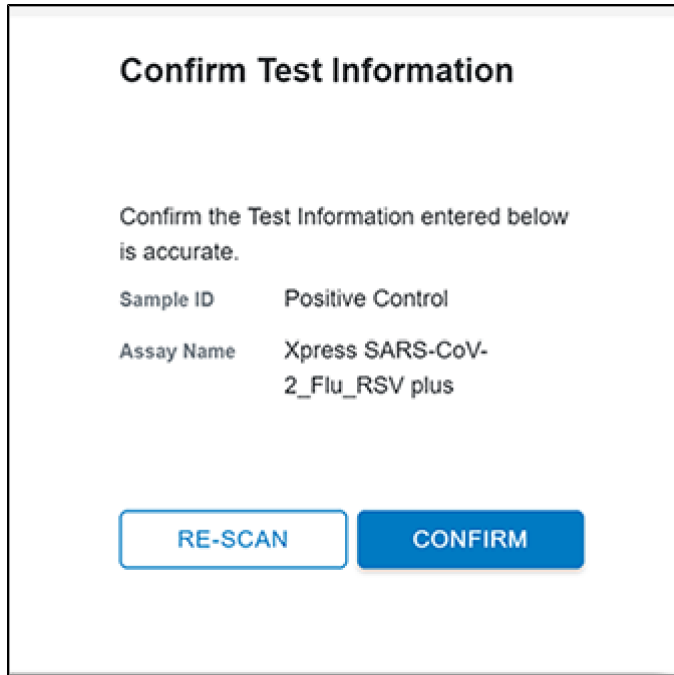 Confirm Test Information
Confirm the Test Information entered below
is accurate.
Sample ID Positive Control
Assay Name Xpress SARS-CoV-
2_Flu_RSV plus
RE-SCAN CONFIRM